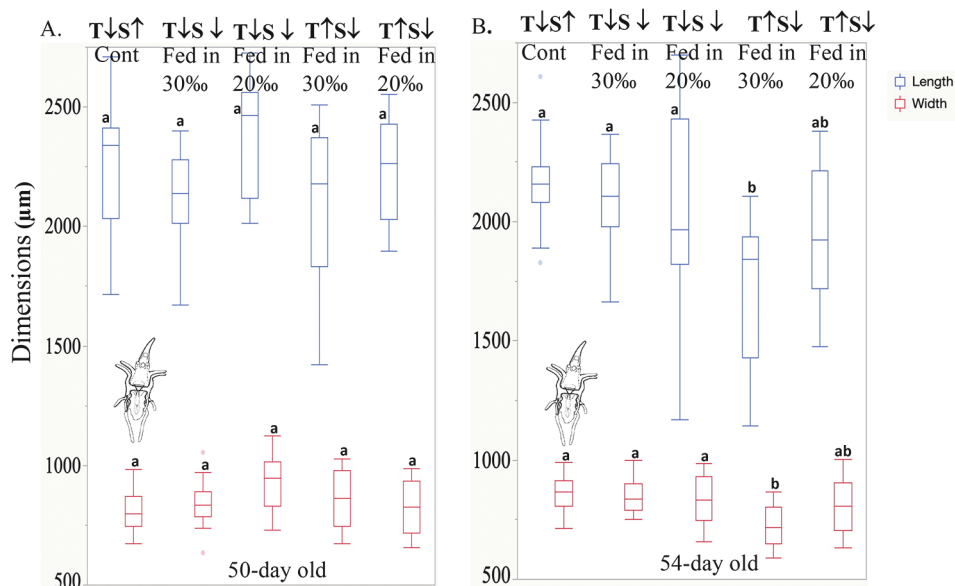 A.
T↓S↑ T↓S↓ T↓S↓ T↑S↓ T↑S↓
Cont Fed in Fed in Fed in Fed in
30‰ 20‰ 30‰ 20‰
Dimensions (µm)
2500
2000
1500
1000
500
a a a a a
a a a a a
50-day old
B.
T↓S↑ T↓S↓ T↓S↓ T↑S↓ T↑S↓
Cont Fed in Fed in Fed in Fed in
30‰ 20‰ 30‰ 20‰
2500
2000
1500
1000
500
a a a b ab
a a a b ab
54-day old
Length
Width